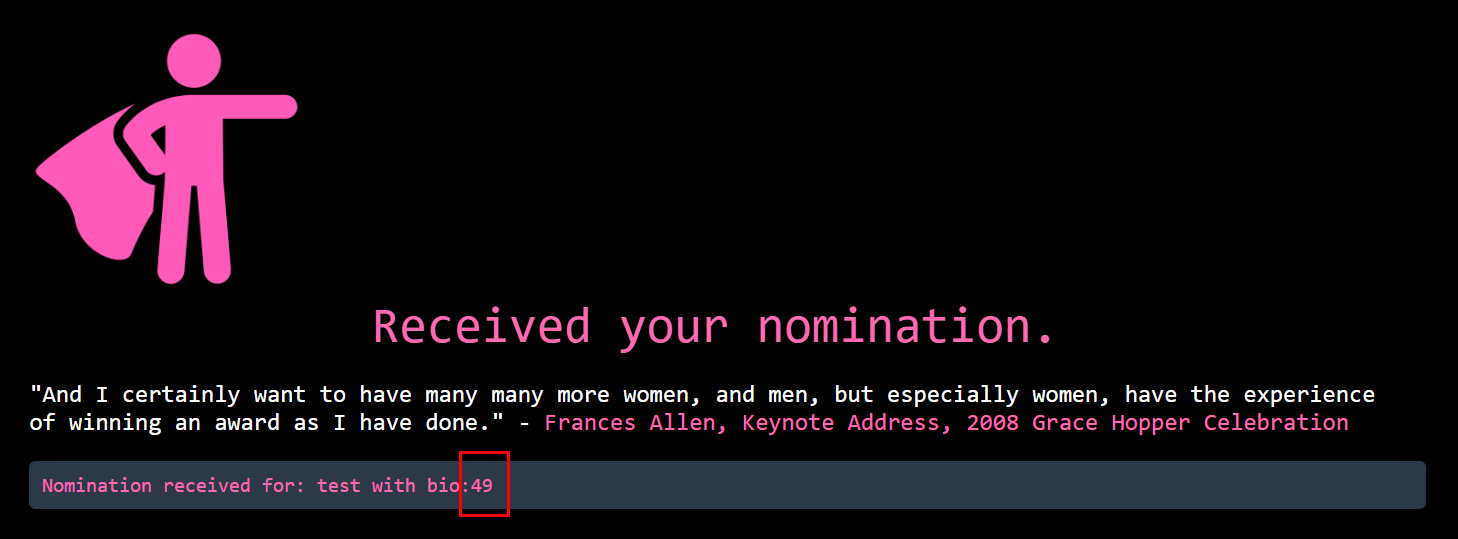 Received your nomination.
"And I certainly want to have many many more women, and men, but especially women, have the experience
of winning an award as I have done." - Frances Allen, Keynote Address, 2008 Grace Hopper Celebration
Nomination received for: test with bio:49